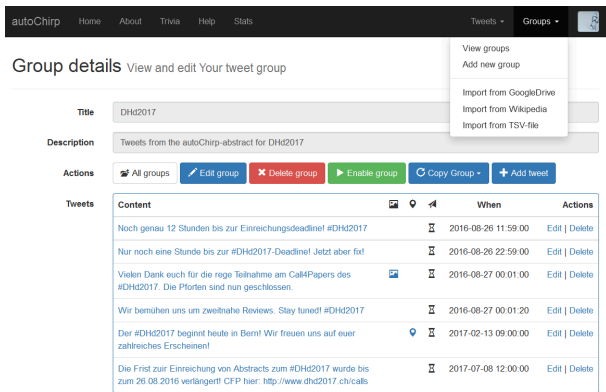 autoChirp Home About Trivia Help Stats Tweets Groups
View groups
Add new group
Import from GoogleDrive
Import from Wikipedia
Import from TSV-file
Group details View and edit Your tweet group
Title DHd2017
Description Tweets from the autoChirp-abstract for DHd2017
Actions All groups Edit group Delete group Enable group Copy Group Add tweet
Tweets Content When Actions
Noch genau 12 Stunden bis zur Einreichungsdeadline! #DHd2017 2016-08-26 11:59:00 Edit | Delete
Nur noch eine Stunde bis zur #DHd2017-Deadline! Jetzt aber fix! 2016-08-26 22:59:00 Edit | Delete
Vielen Dank euch für die rege Teilnahme am Call4Papers des 2016-08-27 00:01:00 Edit | Delete
#DHd2017. Die Pforten sind nun geschlossen.
Wir bemühen uns um zweitnahe Reviews. Stay tuned! #DHd2017 2016-08-27 00:01:20 Edit | Delete
Der #DHd2017 beginnt heute in Bern! Wir freuen uns auf euer 2017-02-13 09:00:00 Edit | Delete
zahlreiches Erscheinen!
Die Frist zuir Einreichung von Abstracts zum #DHd2017 wurde bis 2017-07-08 12:00:00 Edit | Delete
zum 26.08.2016 verlängert! CFP hier: http://www.dhd2017.ch/calls